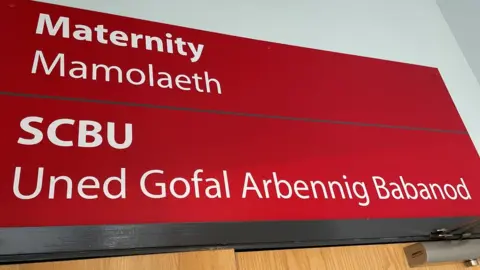 Maternity
Mamolaeth
SCBU
Uned Gofal Arbennig Babanod